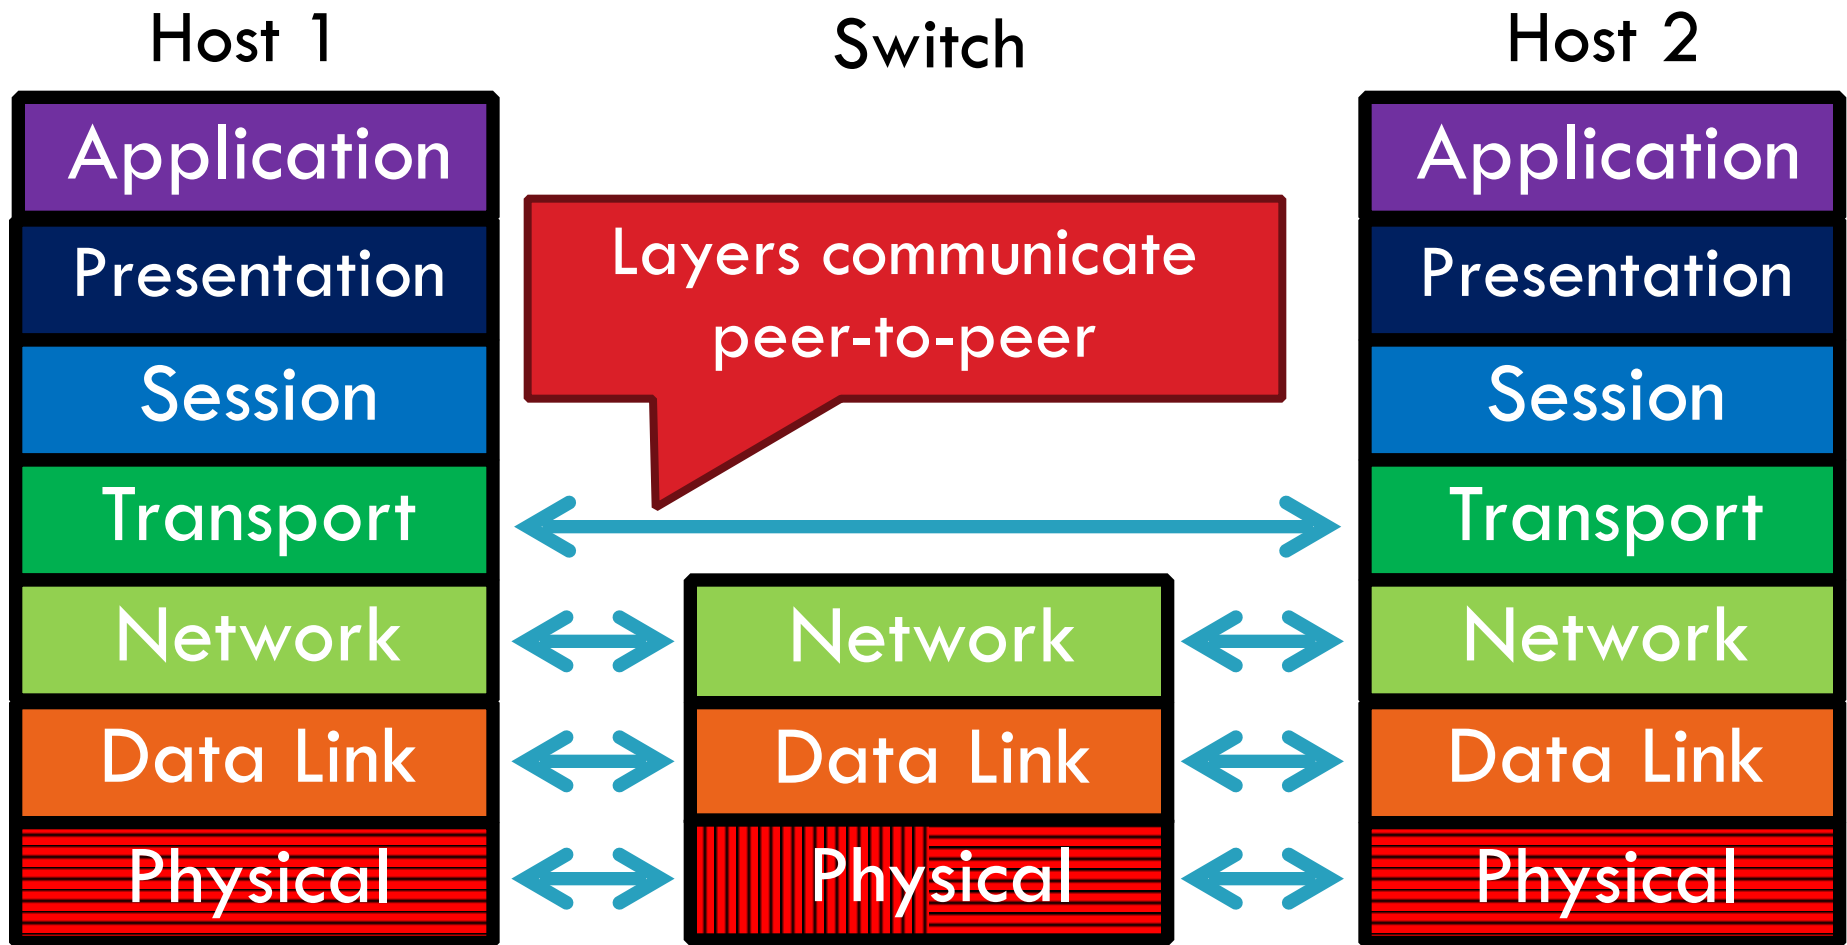 Host 1
Switch
Host 2
Application
Presentation
Session
Transport
Network
Data Link
Physical
Layers communicate
peer-to-peer
Network
Data Link
Physical
Application
Presentation
Session
Transport
Network
Data Link
Physical